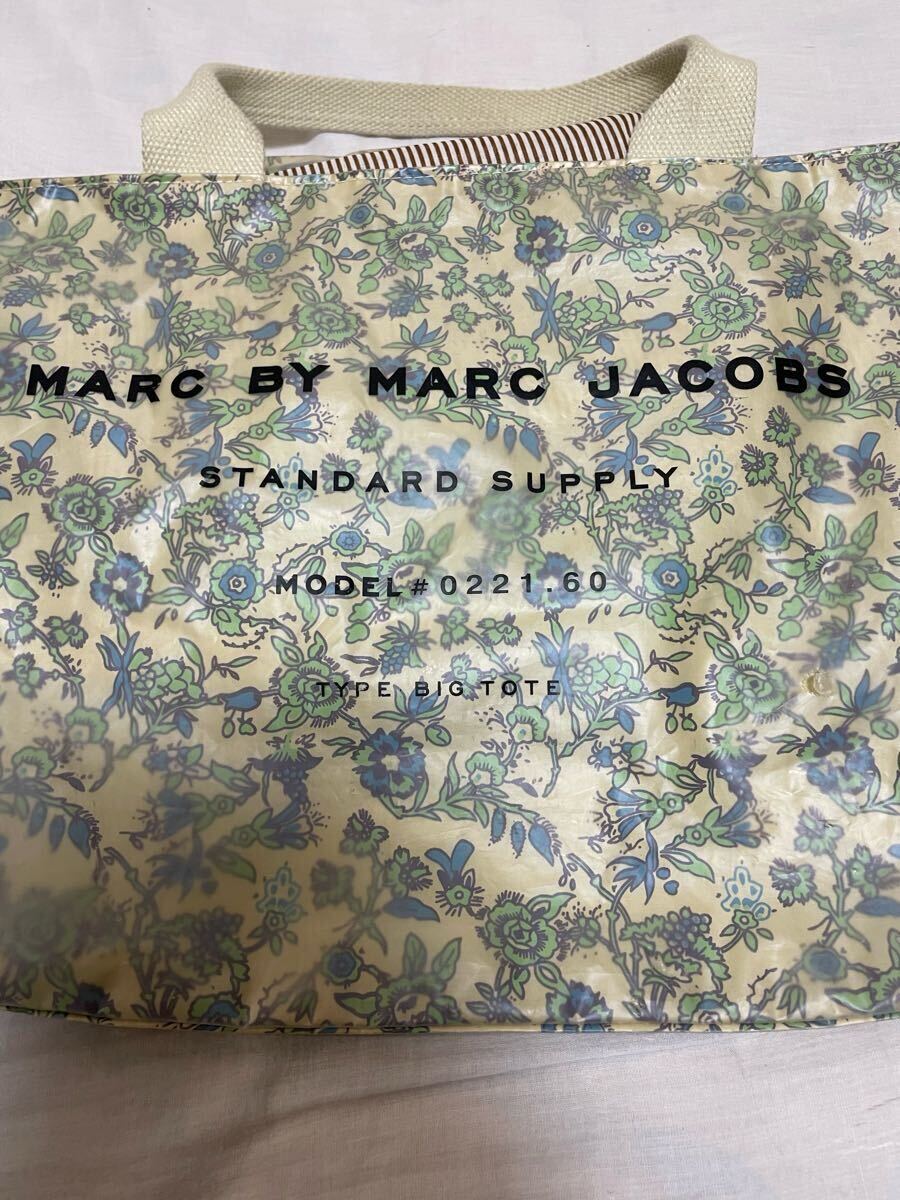 MARC BY MARC JACOBS
STANDARD SUPPLY
MODEL #0221.60
TYPE BIG TOTE